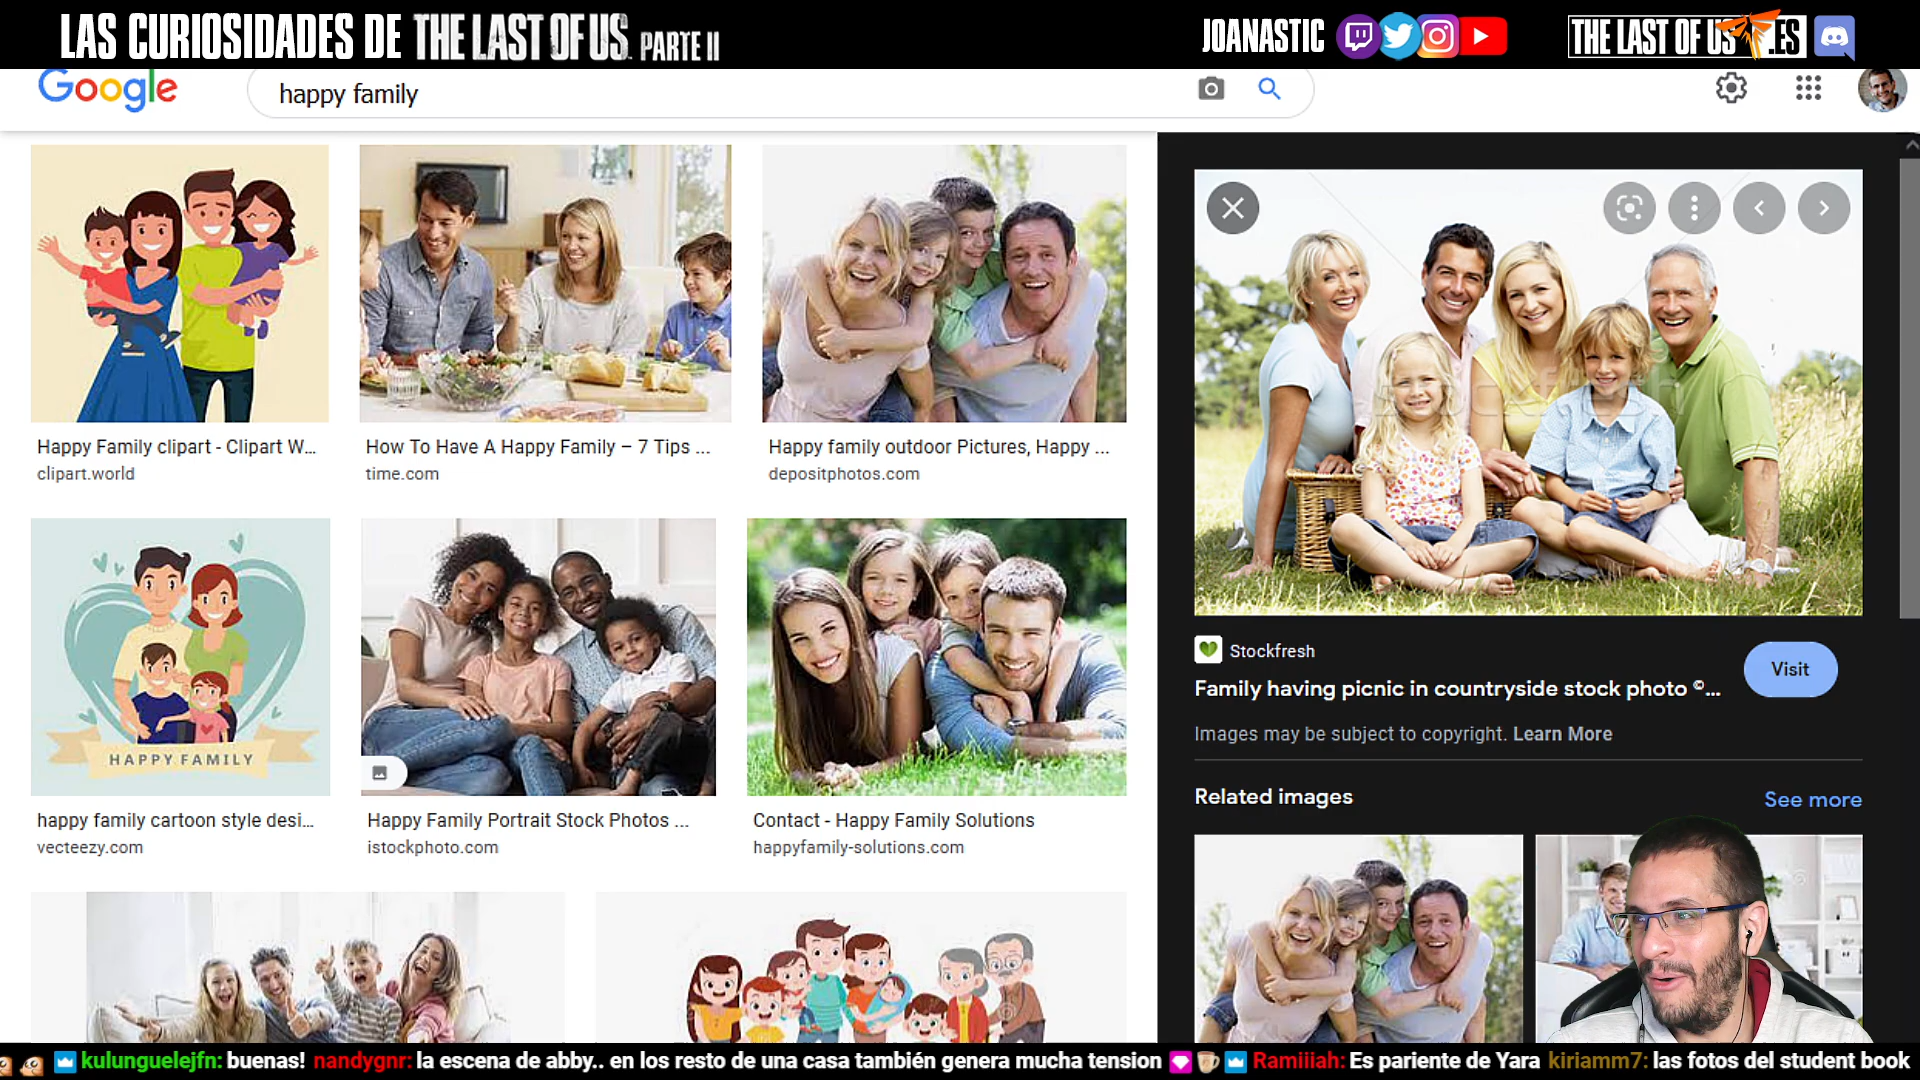 LAS CURIOSIDADES DE THE LAST OF US PARTE II
JOANASTIC
THE LAST OF US .ES
Google
happy family
Happy Family clipart - Clipart W...
clipart.world
How To Have A Happy Family – 7 Tips ...
time.com
Happy family outdoor Pictures, Happy ...
depositphotos.com
HAPPY FAMILY
happy family cartoon style desi...
vecteezy.com
Happy Family Portrait Stock Photos ...
istockphoto.com
Contact - Happy Family Solutions
happyfamily-solutions.com
stockfresh
Stockfresh
Visit
Family having picnic in countryside stock photo ©...
Images may be subject to copyright. Learn More
Related images
See more
kulunguelejfn: buenas! nandygnr: la escena de abby.. en los resto de una casa también genera mucha tension Ramiiiah: Es pariente de Yara kiriamm7: las fotos del student book